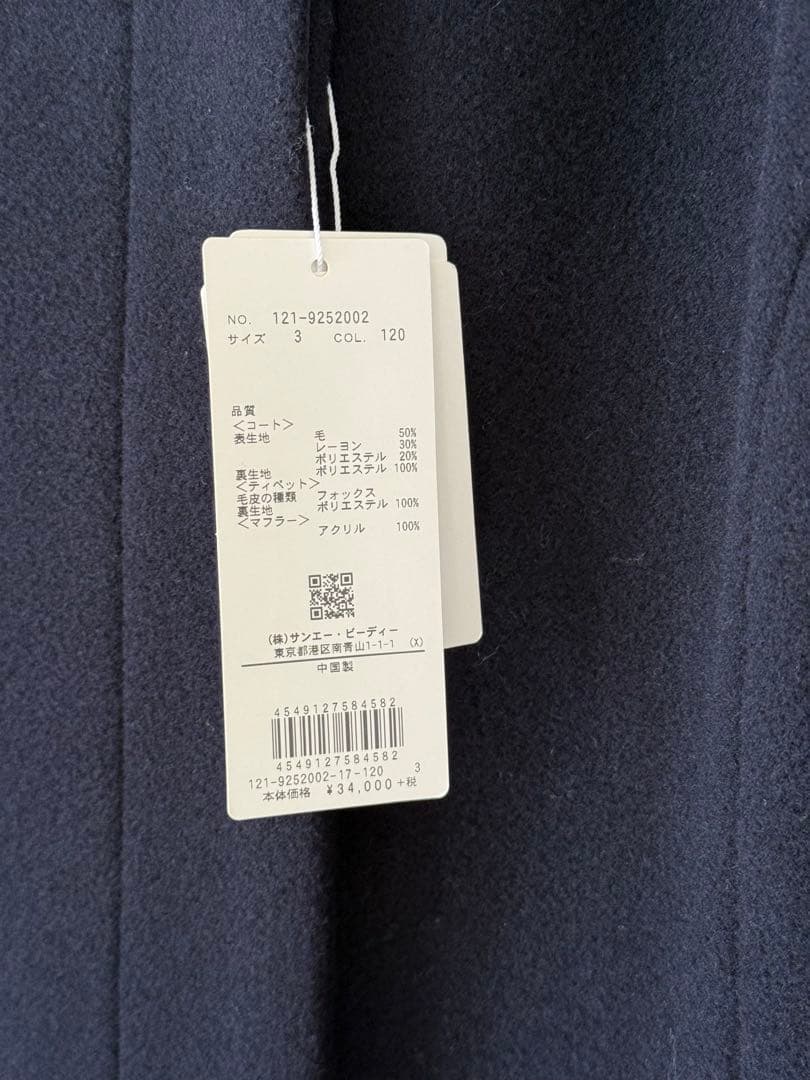 NO. 121-9252002
サイズ 3 COL. 120
品質
<コート>
表生地 毛 50%
レーヨン 30%
ポリエステル 20%
裏生地 ポリエステル 100%
<ティペット>
毛皮の種類 フォックス
裏生地 ポリエステル 100%
<マフラー>
アクリル 100%
(株)サンエー・ビーディー
東京都港区南青山1-1-1 (X)
中国製
4549127584582
4549127584582
121-9252002-17-120 3
本体価格 ¥34,000+税